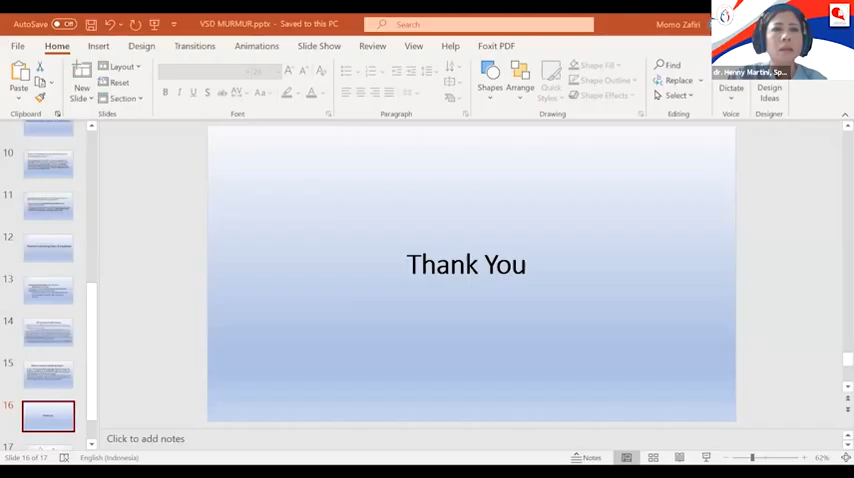 AutoSave Off VSD MURMUR.pptx - Saved to this PC Search Momo Zafiri
File Home Insert Design Transitions Animations Slide Show Review View Help Foxit PDF
dr. Henny Martini, Sp...
Paste
Clipboard
New Slide
Layout
Reset
Section
Slides
Font
Paragraph
Shapes
Arrange
Quick Styles
Shape Fill
Shape Outline
Shape Effects
Drawing
Find
Replace
Select
Editing
Dictate
Voice
Design Ideas
Designer
10
11
12
13
14
15
16
17
Thank You
Click to add notes
Slide 16 of 17 English (Indonesia) Notes 62%